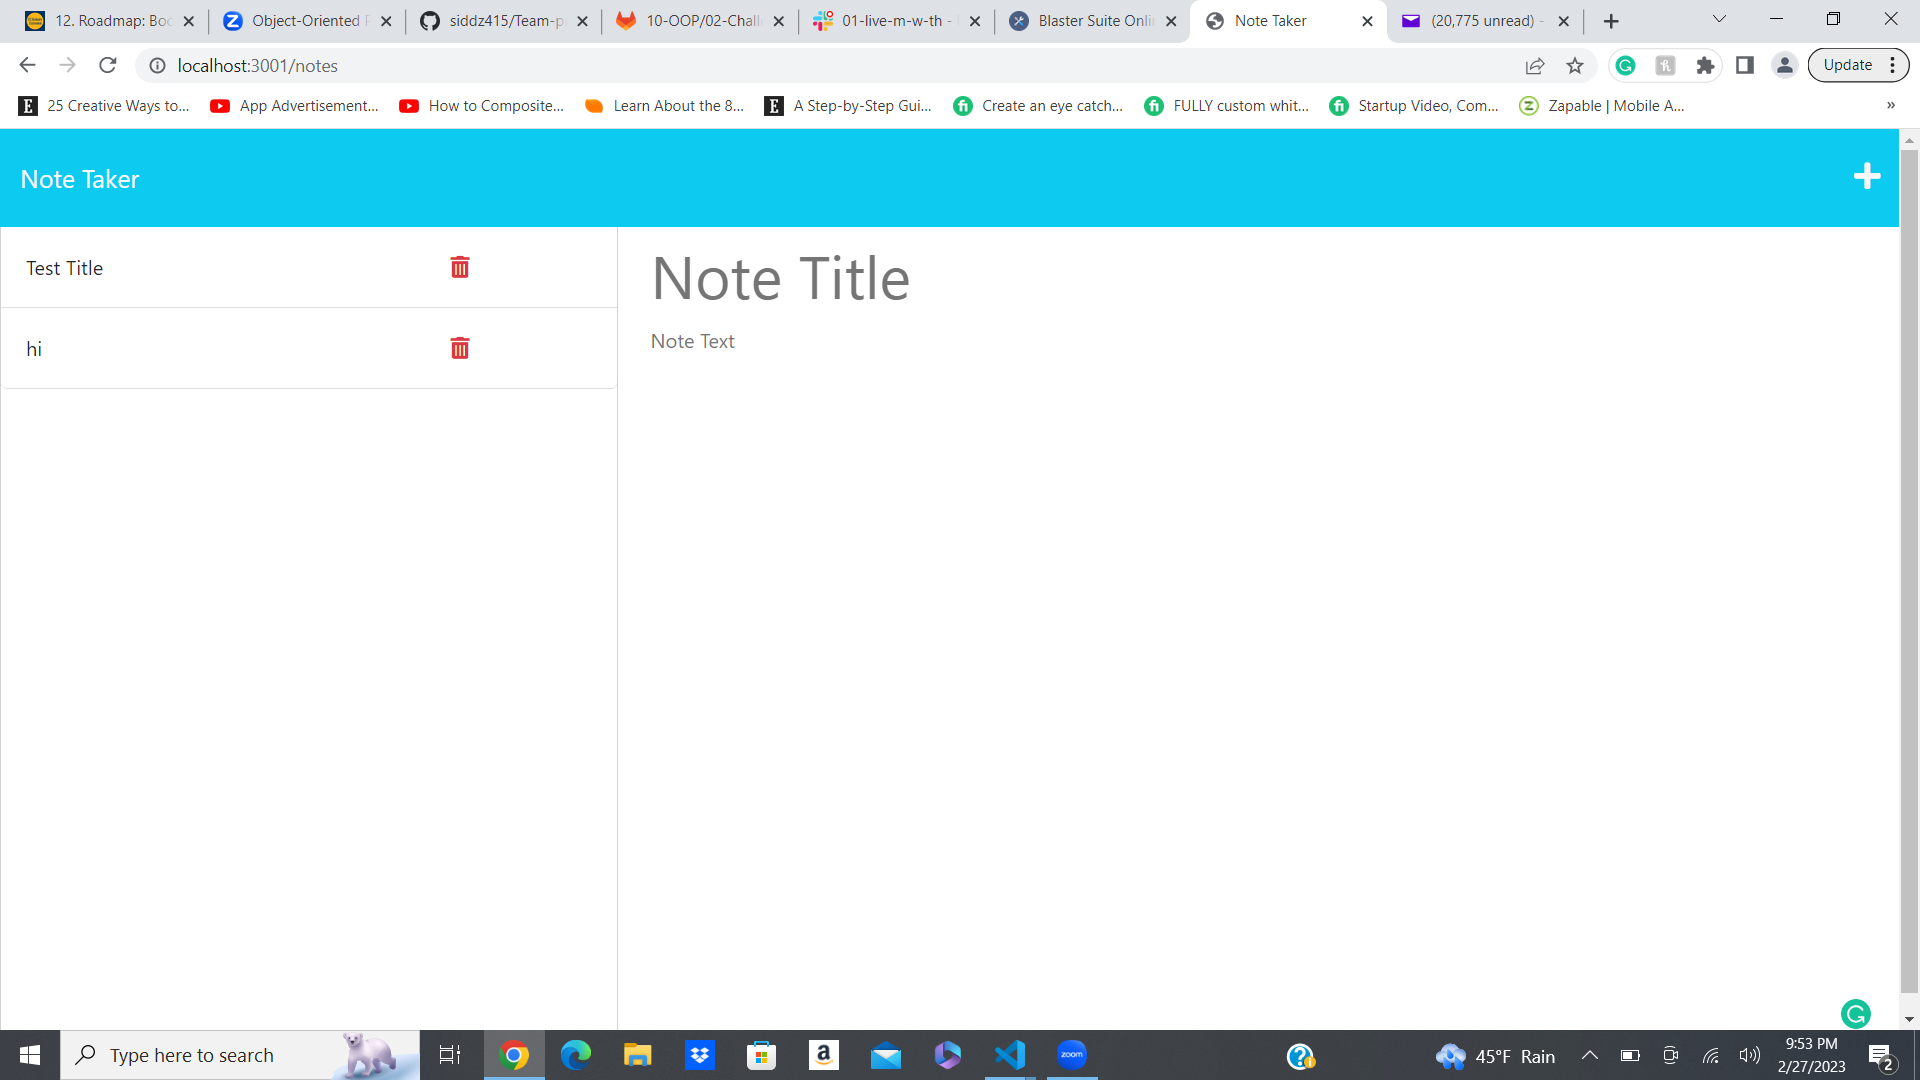 12. Roadmap: Boo
Object-Oriented P
siddz415/Team-p
10-OOP/02-Chall
01-live-m-w-th -
Blaster Suite Onli
Note Taker
(20,775 unread) -
localhost:3001/notes
Update
25 Creative Ways to...
App Advertisement...
How to Composite...
Learn About the 8...
A Step-by-Step Gui...
Create an eye catch...
FULLY custom whit...
Startup Video, Com...
Zapable | Mobile A...
»
Note Taker
Test Title
hi
Note Title
Note Text
Type here to search
zoom
45°F Rain
9:53 PM
2/27/2023
2